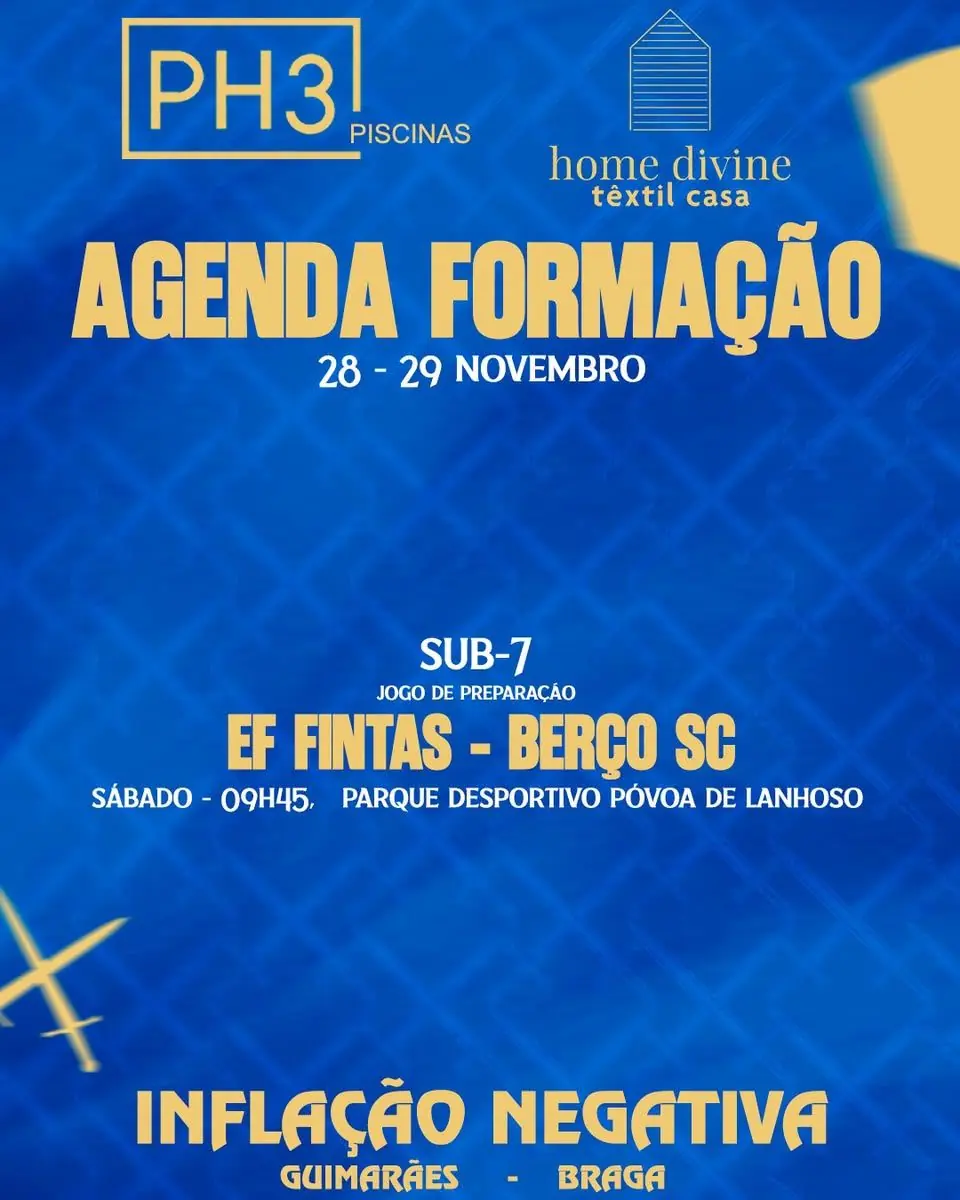 PH3
PISCINAS
home divine
têxtil casa
AGENDA FORMAÇÃO
28 - 29 NOVEMBRO
SUB-7
JOGO DE PREPARAÇÃO
EF FINTAS - BERÇO SC
SÁBADO - 09H45, PARQUE DESPORTIVO PÓVOA DE LANHOSO
INFLAÇÃO NEGATIVA
GUIMARÃES - BRAGA